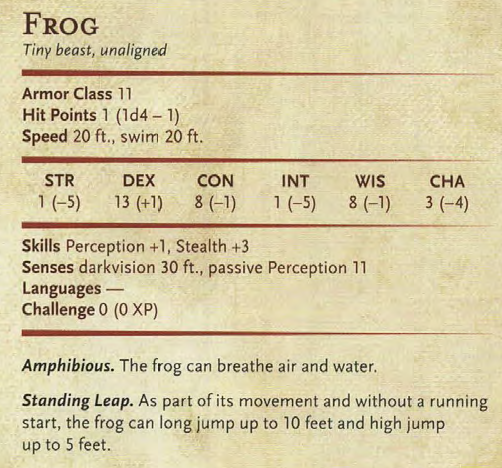 FROG
Tiny beast, unaligned
Armor Class 11
Hit Points 1 (1d4 – 1)
Speed 20 ft., swim 20 ft.
STR DEX CON INT WIS CHA
1 (–5) 13 (+1) 8 (–1) 1 (–5) 8 (–1) 3 (–4)
Skills Perception +1, Stealth +3
Senses darkvision 30 ft., passive Perception 11
Languages —
Challenge 0 (0 XP)
Amphibious. The frog can breathe air and water.
Standing Leap. As part of its movement and without a running
start, the frog can long jump up to 10 feet and high jump
up to 5 feet.